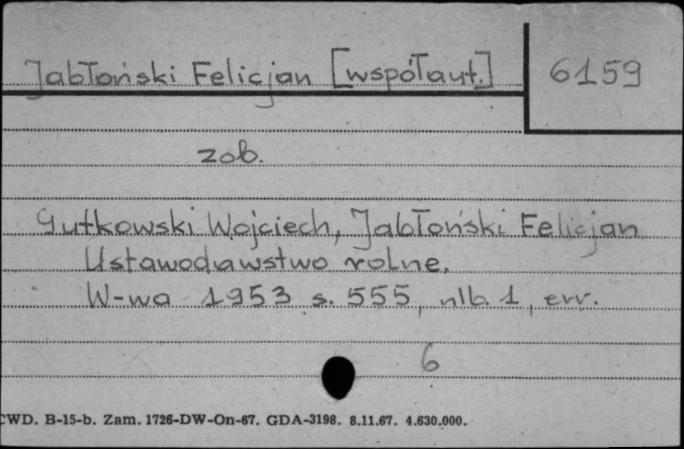 Jabłoński Felicjan [współaut.] 6159
zob.
Gutkowski Wojciech, Jabłoński Felicjan
Ustawodawstwo rolne.
W-wa 1953 s. 555, nlb. 1, err.
6
CWD. B-15-b. Zam. 1726-DW-On-67. GDA-3198. 8.11.67. 4.630.000.